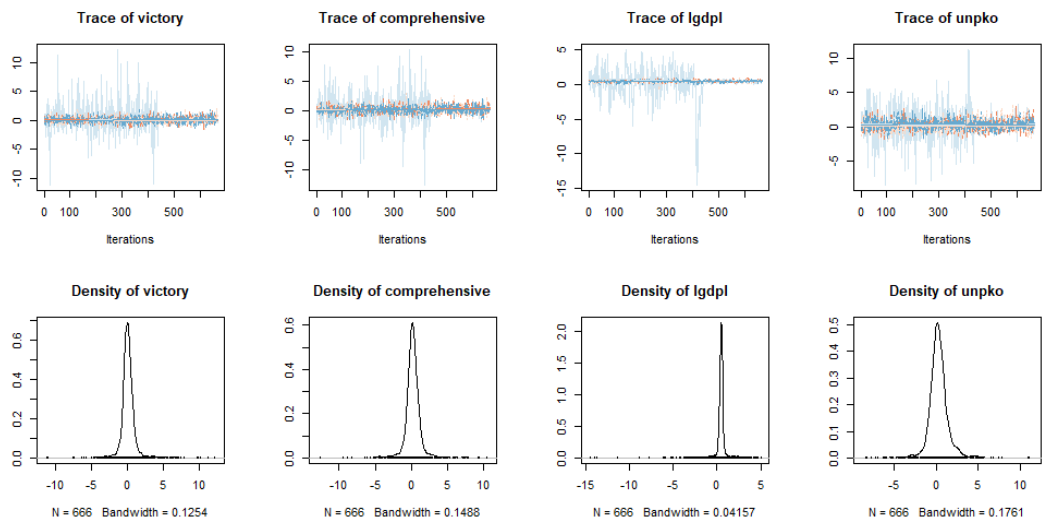 Trace of victory
Trace of comprehensive
Trace of lgdpl
Trace of unpko
10
5
0
-5
-10
0 100 300 500
Iterations
10
5
0
-5
-10
0 100 300 500
Iterations
5
0
-5
-10
-15
0 100 300 500
Iterations
10
5
0
-5
0 100 300 500
Iterations
Density of victory
Density of comprehensive
Density of lgdpl
Density of unpko
0.6
0.4
0.2
0.0
-10 -5 0 5 10
N = 666 Bandwidth = 0.1254
0.6
0.4
0.2
0.0
-10 -5 0 5 10
N = 666 Bandwidth = 0.1488
2.0
1.5
1.0
0.5
0.0
-15 -10 -5 0 5
N = 666 Bandwidth = 0.04157
0.5
0.4
0.3
0.2
0.1
0.0
-5 0 5 10
N = 666 Bandwidth = 0.1761